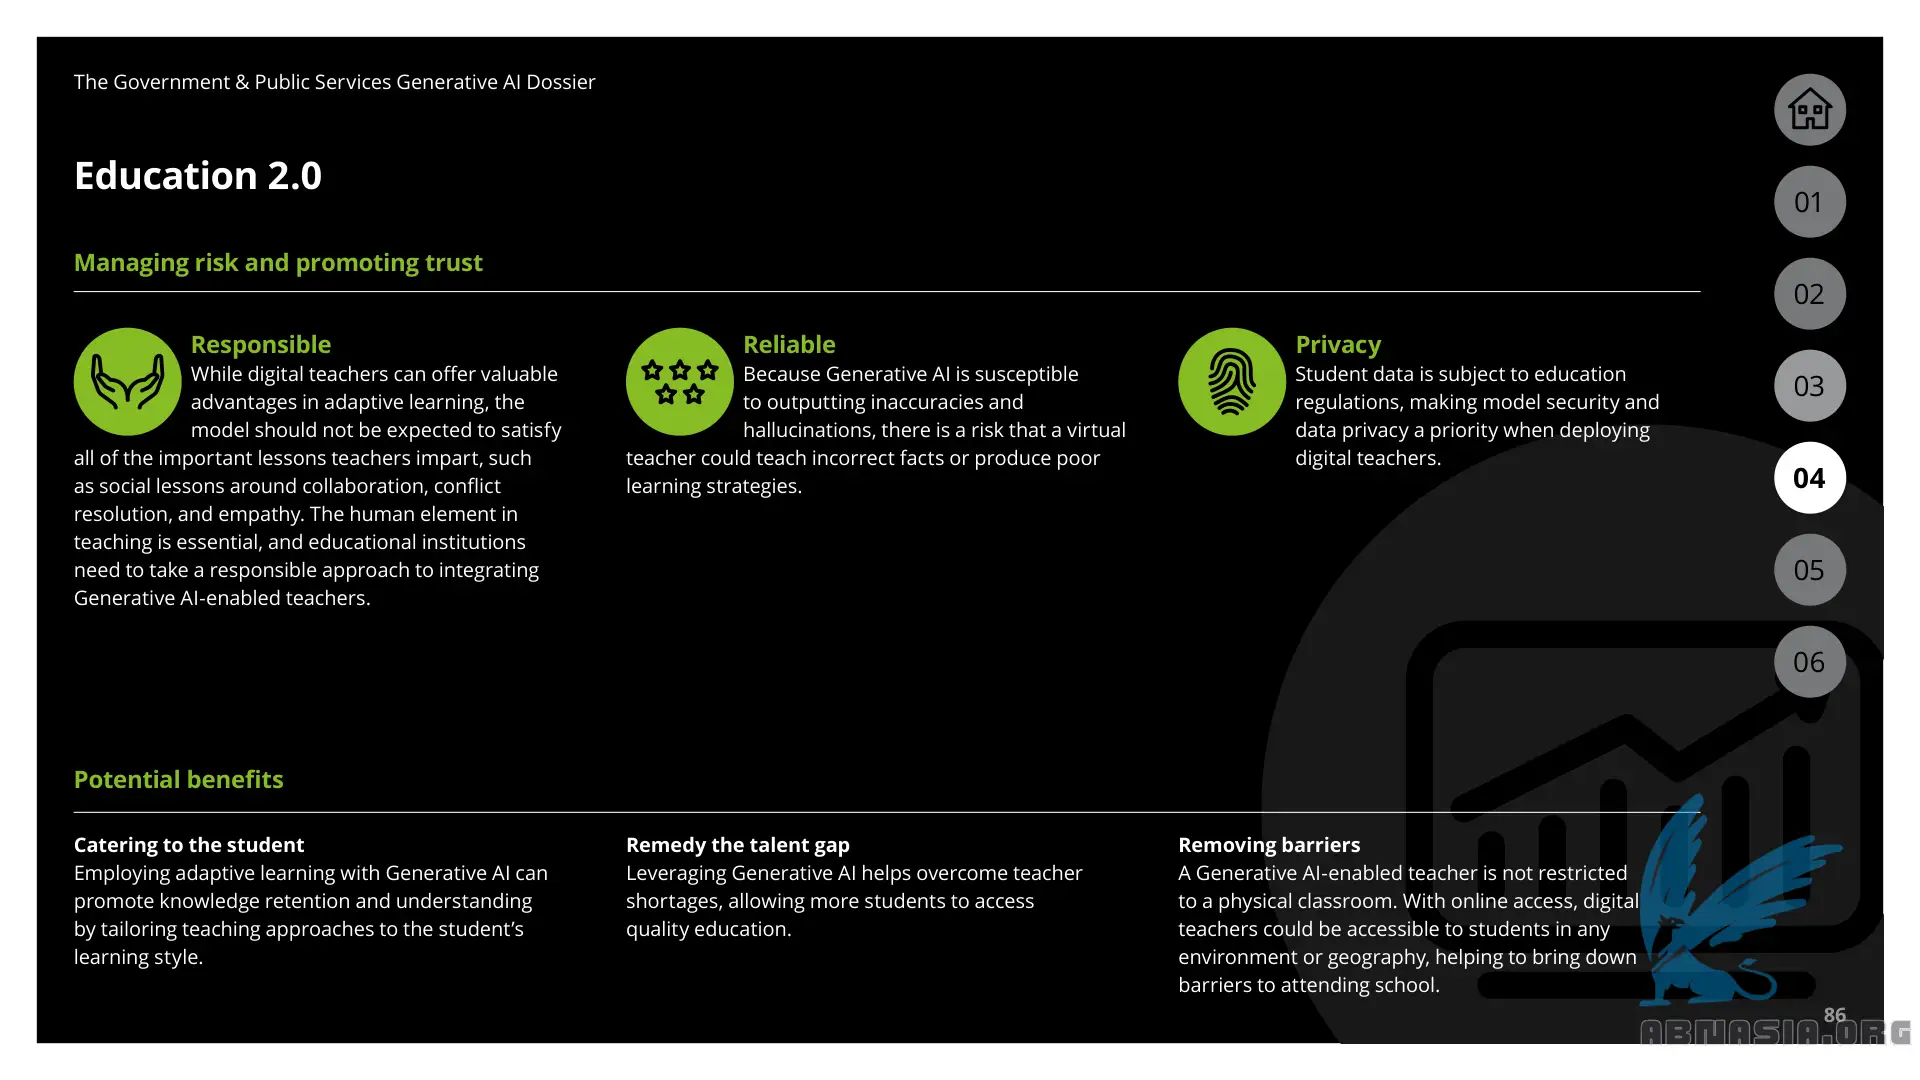 The Government & Public Services Generative AI Dossier
Education 2.0
Managing risk and promoting trust
Responsible
While digital teachers can offer valuable
advantages in adaptive learning, the
model should not be expected to satisfy
all of the important lessons teachers impart, such
as social lessons around collaboration, conflict
resolution, and empathy. The human element in
teaching is essential, and educational institutions
need to take a responsible approach to integrating
Generative AI-enabled teachers.
Reliable
Because Generative AI is susceptible
to outputting inaccuracies and
hallucinations, there is a risk that a virtual
teacher could teach incorrect facts or produce poor
learning strategies.
Privacy
Student data is subject to education
regulations, making model security and
data privacy a priority when deploying
digital teachers.
Potential benefits
Catering to the student
Employing adaptive learning with Generative AI can
promote knowledge retention and understanding
by tailoring teaching approaches to the student’s
learning style.
Remedy the talent gap
Leveraging Generative AI helps overcome teacher
shortages, allowing more students to access
quality education.
Removing barriers
A Generative AI-enabled teacher is not restricted
to a physical classroom. With online access, digital
teachers could be accessible to students in any
environment or geography, helping to bring down
barriers to attending school.
01
02
03
04
05
06
86
ABMASIA.ORG